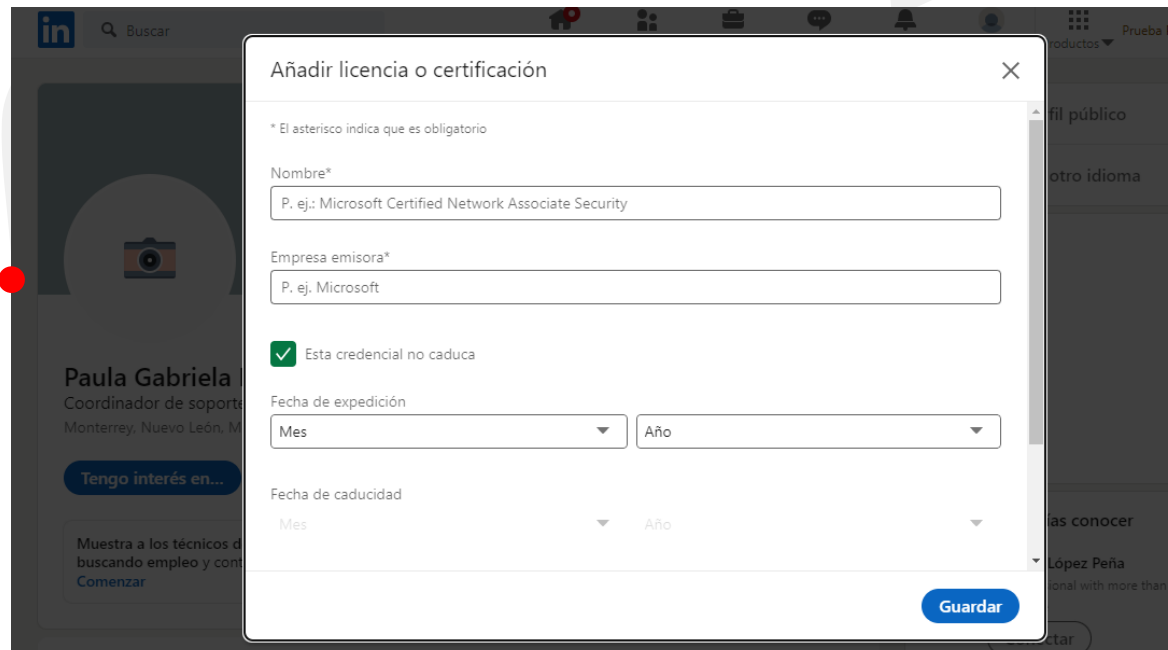 in
Buscar
roductos
Prueba
Añadir licencia o certificación
fil público
* El asterisco indica que es obligatorio
otro idioma
Nombre*
P. ej.: Microsoft Certified Network Associate Security
Empresa emisora*
P. ej. Microsoft
Esta credencial no caduca
Paula Gabriela
Coordinador de soporte
Fecha de expedición
Monterrey, Nuevo León, M
Mes
Año
Tengo interés en...
Fecha de caducidad
Mes
Año
ías conocer
Muestra a los técnicos d
buscando empleo y cont
López Peña
Comenzar
ional with more than
Guardar
ctar